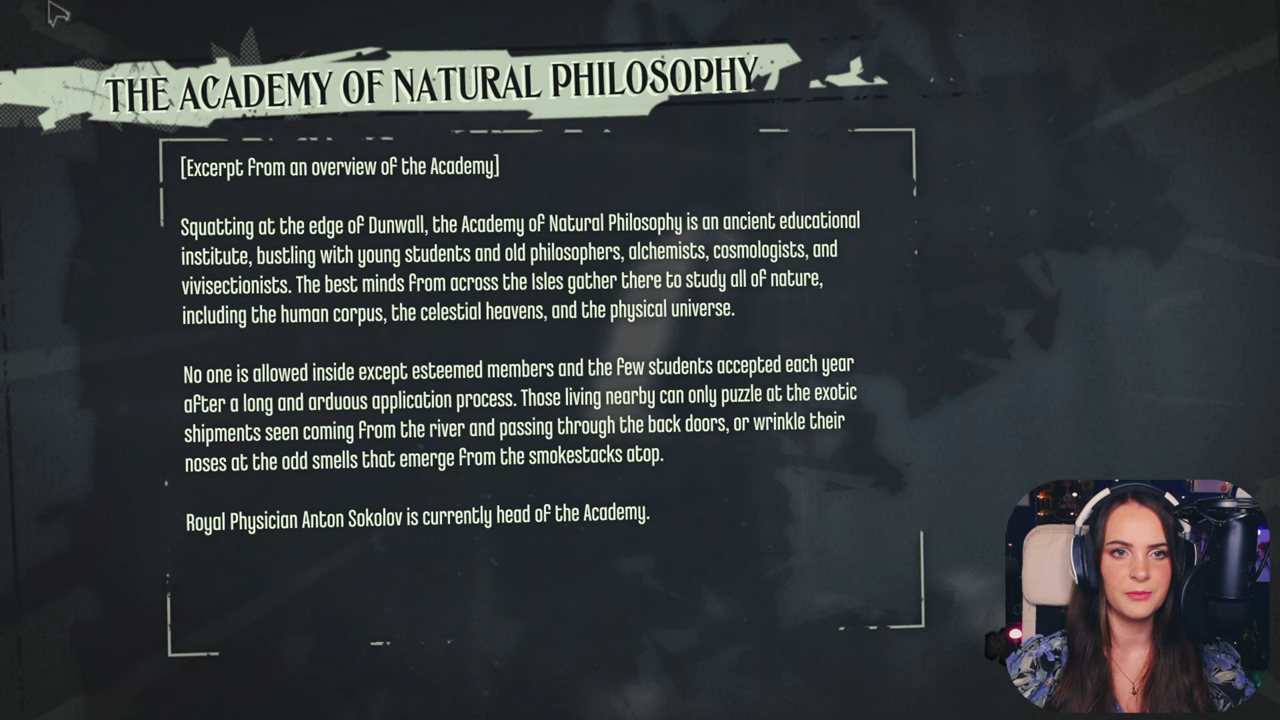 THE ACADEMY OF NATURAL PHILOSOPHY
[Excerpt from an overview of the Academy]
Squatting at the edge of Dunwall, the Academy of Natural Philosophy is an ancient educational
institute, bustling with young students and old philosophers, alchemists, cosmologists, and
vivisectionists. The best minds from across the Isles gather there to study all of nature,
including the human corpus, the celestial heavens, and the physical universe.
No one is allowed inside except esteemed members and the few students accepted each year
after a long and arduous application process. Those living nearby can only puzzle at the exotic
shipments seen coming from the river and passing through the back doors, or wrinkle their
noses at the odd smells that emerge from the smokestacks atop.
Royal Physician Anton Sokolov is currently head of the Academy.